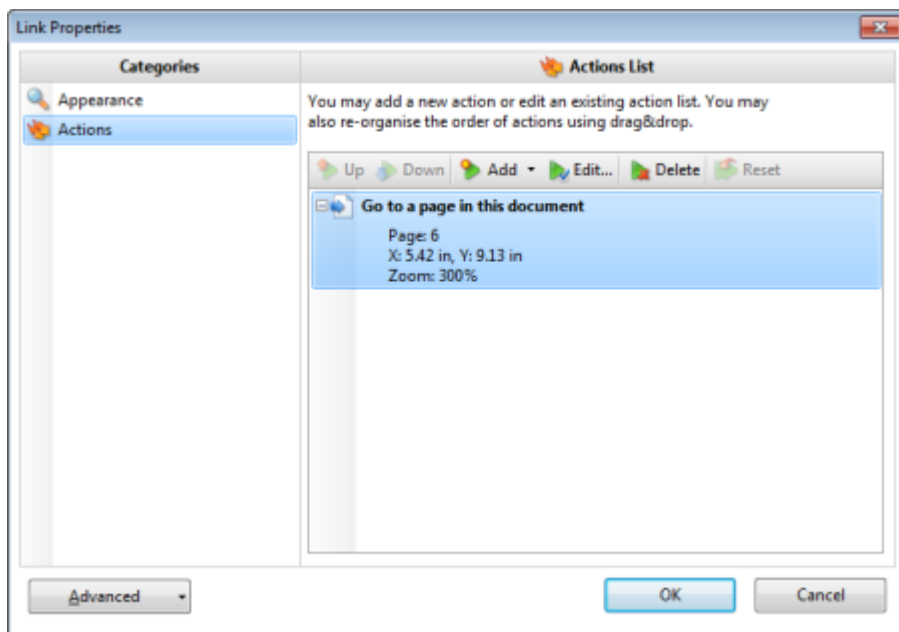 Link Properties
Categories
Appearance
Actions
Actions List
You may add a new action or edit an existing action list. You may
also re-organise the order of actions using drag&drop.
Up Down Add Edit... Delete Reset
Go to a page in this document
Page: 6
X: 5.42 in, Y: 9.13 in
Zoom: 300%
Advanced OK Cancel